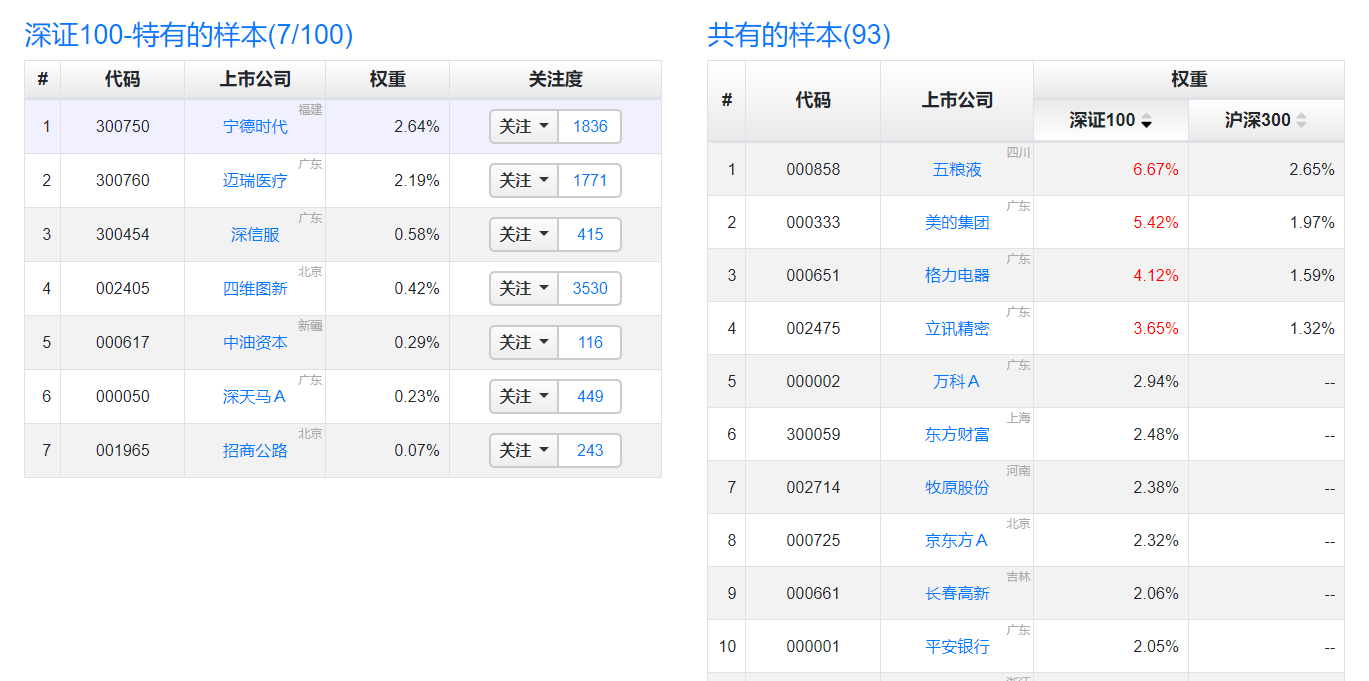 深证100-特有的样本(7/100)
# 代码 上市公司 权重 关注度
1 300750 宁德时代 福建 2.64% 关注 1836
2 300760 迈瑞医疗 广东 2.19% 关注 1771
3 300454 深信服 广东 0.58% 关注 415
4 002405 四维图新 北京 0.42% 关注 3530
5 000617 中油资本 新疆 0.29% 关注 116
6 000050 深天马A 广东 0.23% 关注 449
7 001965 招商公路 北京 0.07% 关注 243
共有的样本(93)
# 代码 上市公司 权重
深证100 沪深300
1 000858 五粮液 四川 6.67% 2.65%
2 000333 美的集团 广东 5.42% 1.97%
3 000651 格力电器 广东 4.12% 1.59%
4 002475 立讯精密 广东 3.65% 1.32%
5 000002 万科A 广东 2.94% --
6 300059 东方财富 上海 2.48% --
7 002714 牧原股份 河南 2.38% --
8 000725 京东方A 北京 2.32% --
9 000661 长春高新 吉林 2.06% --
10 000001 平安银行 广东 2.05% --